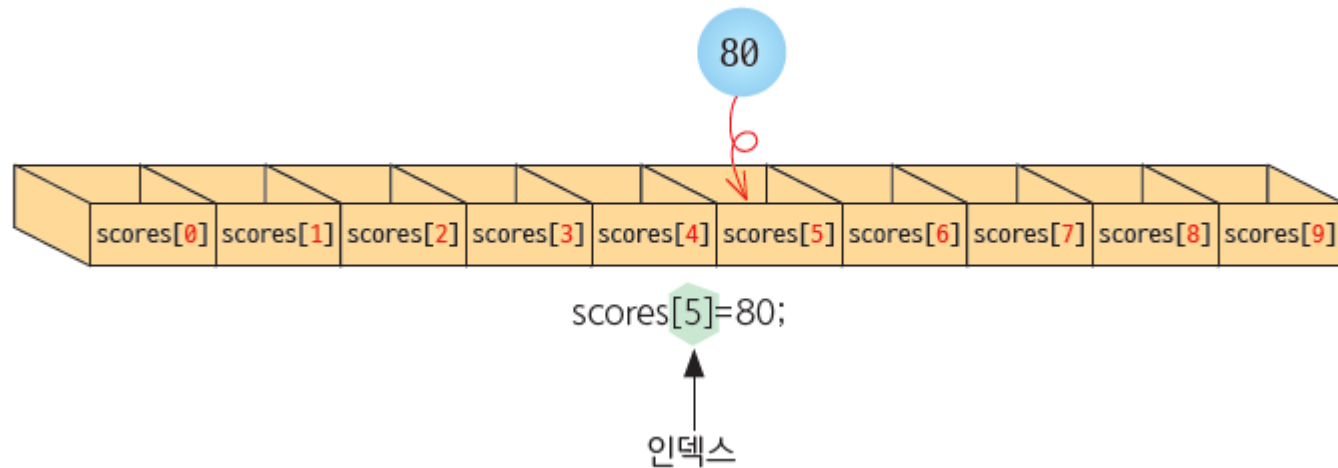 80
scores[0] scores[1] scores[2] scores[3] scores[4] scores[5] scores[6] scores[7] scores[8] scores[9]
scores[5]=80;
인덱스